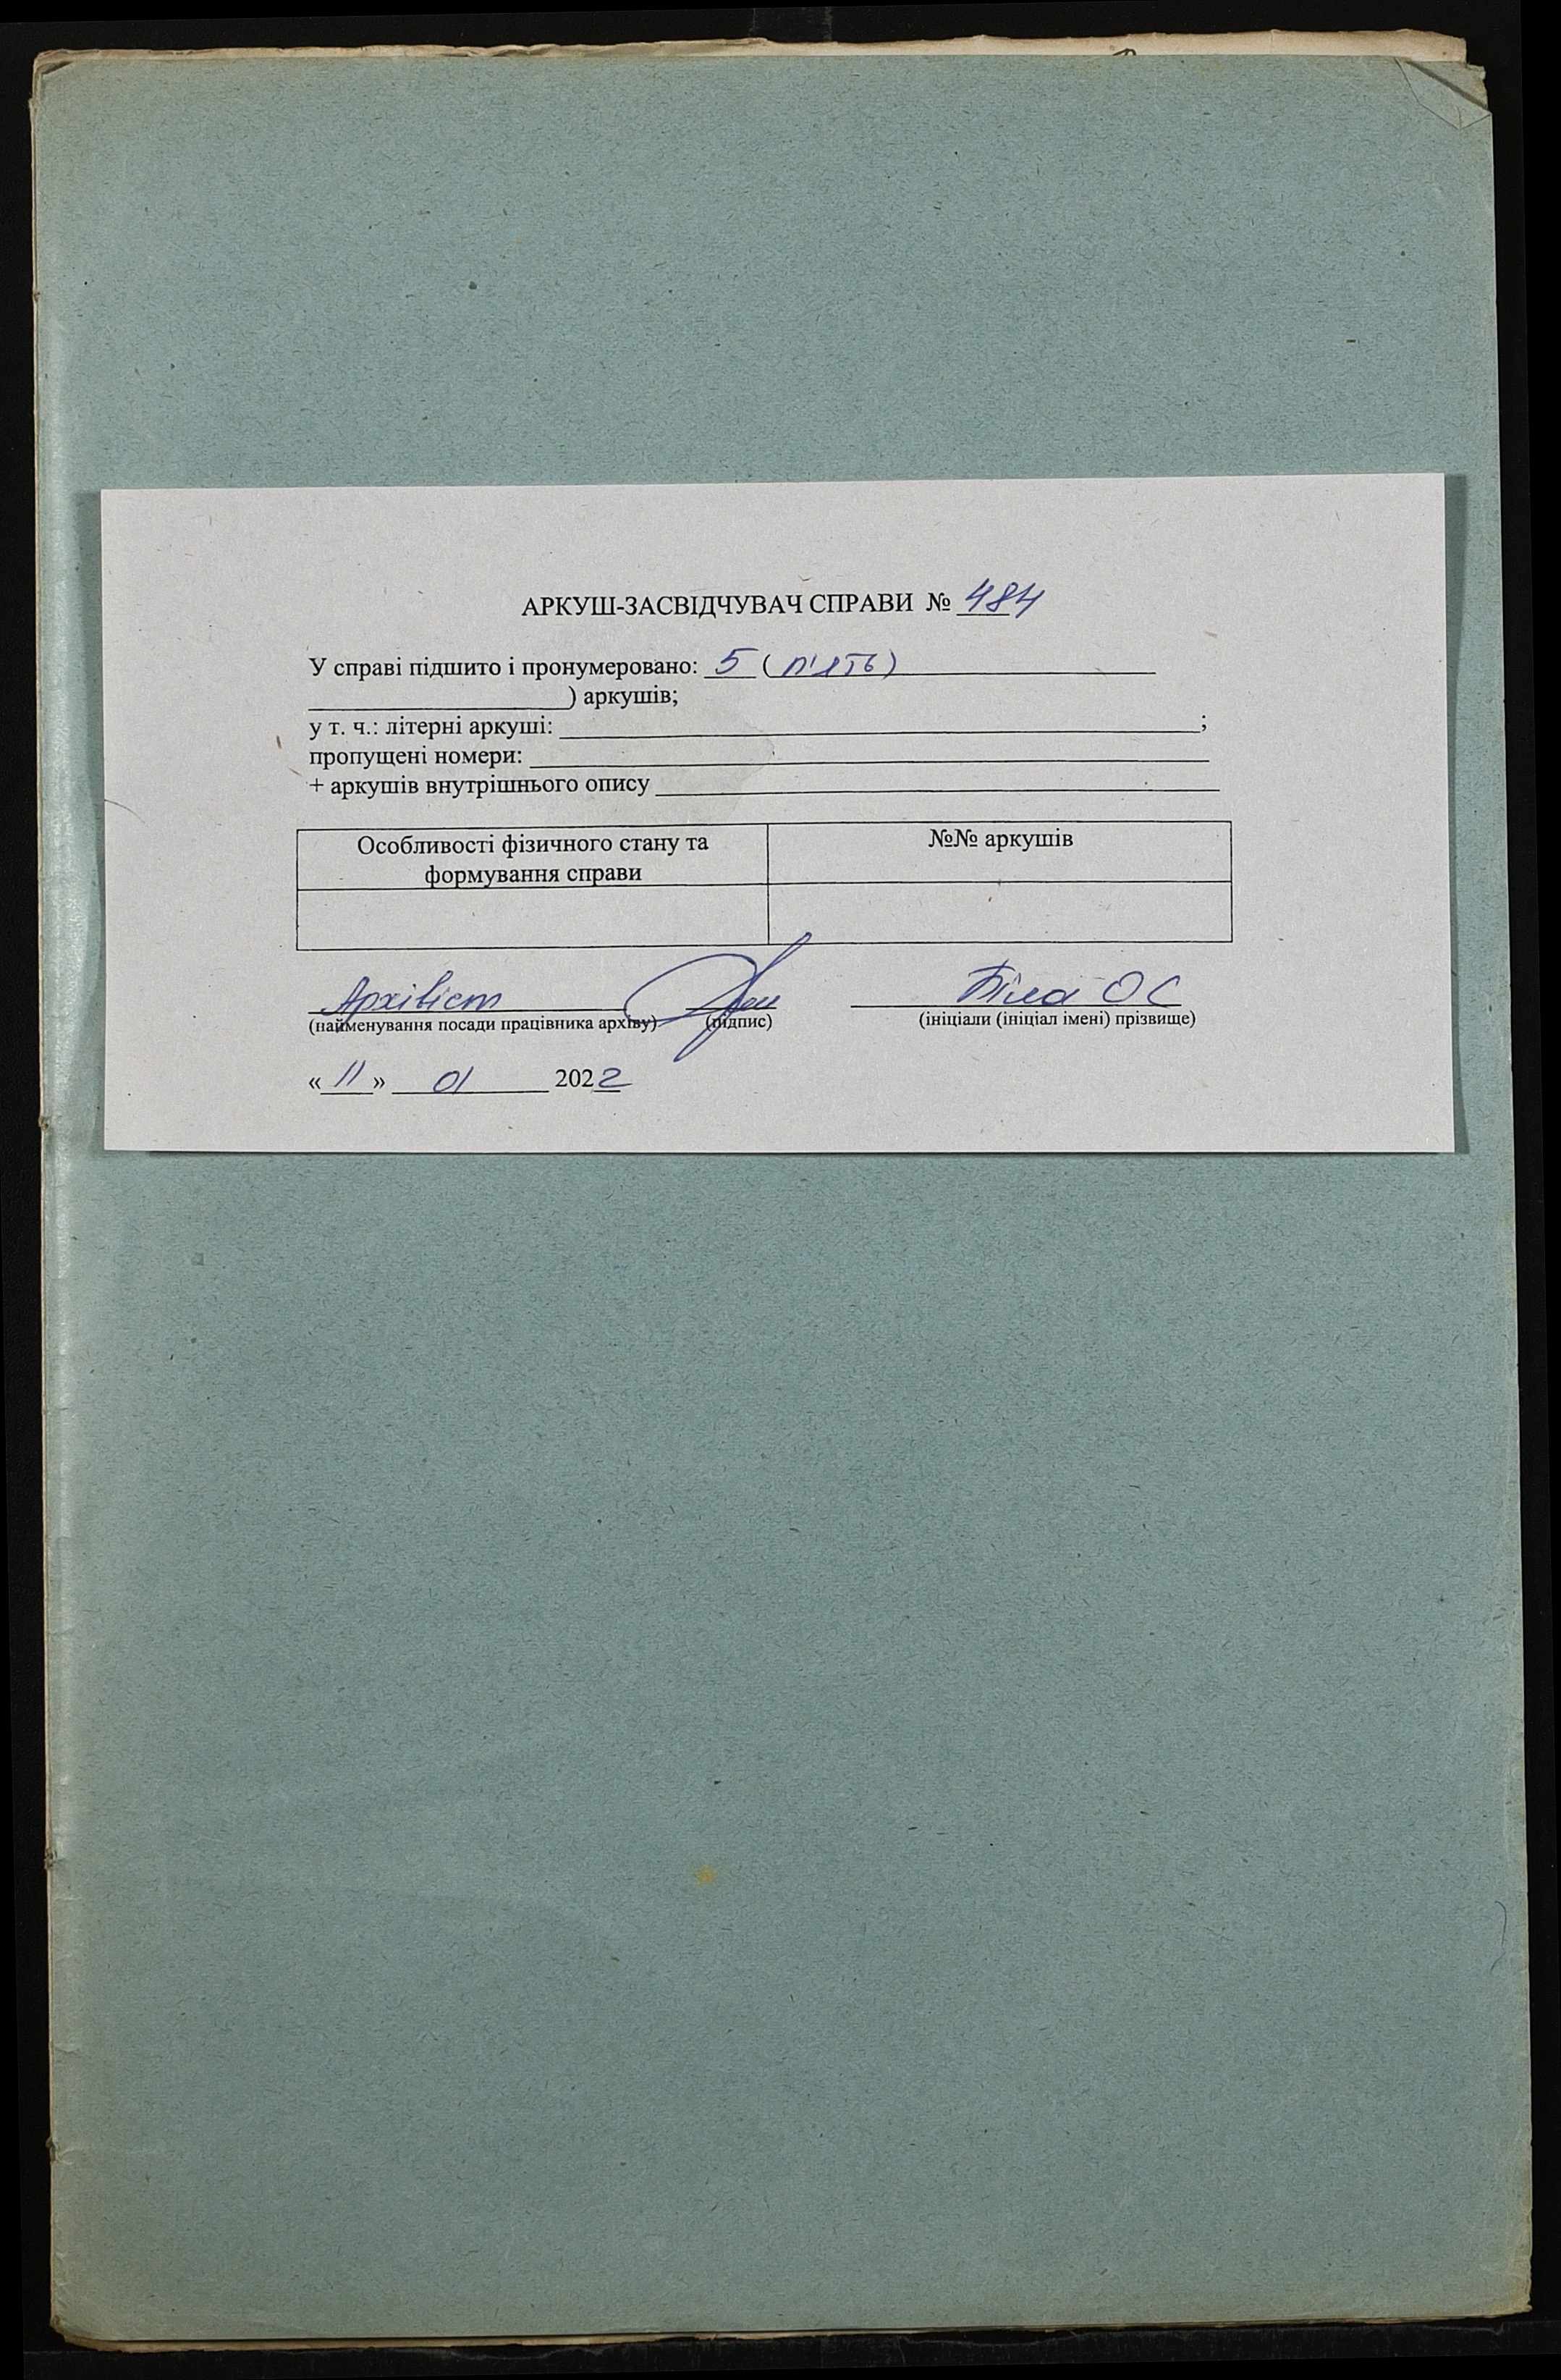 АРКУШ-ЗАСВІДЧУВАЧ СПРАВИ № 484
У справі підшито і пронумеровано: 5 (п'ять)
) аркушів;
у т. ч.: літерні аркуші: ;
пропущені номери:
+ аркушів внутрішнього опису
Особливості фізичного стану та
формування справи
№№ аркушів
Архівіст Біла О С
(найменування посади працівника архіву) (підпис) (ініціали (ініціал імені) прізвище)
« 11 » 01 2022